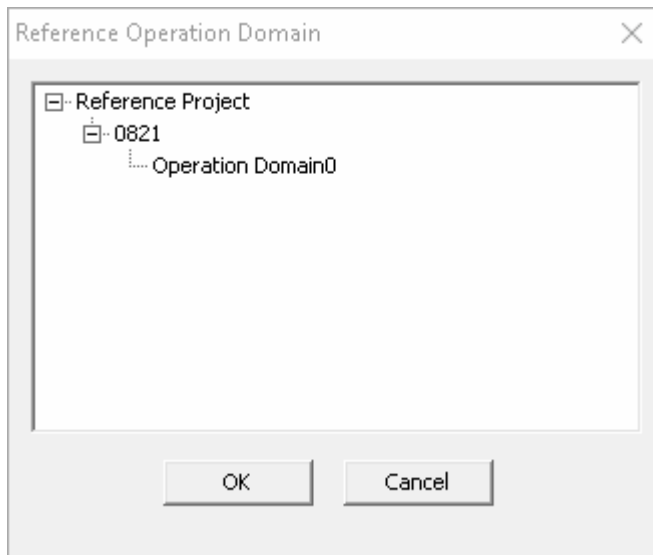 Reference Operation Domain
Reference Project
0821
Operation Domain0
OK Cancel